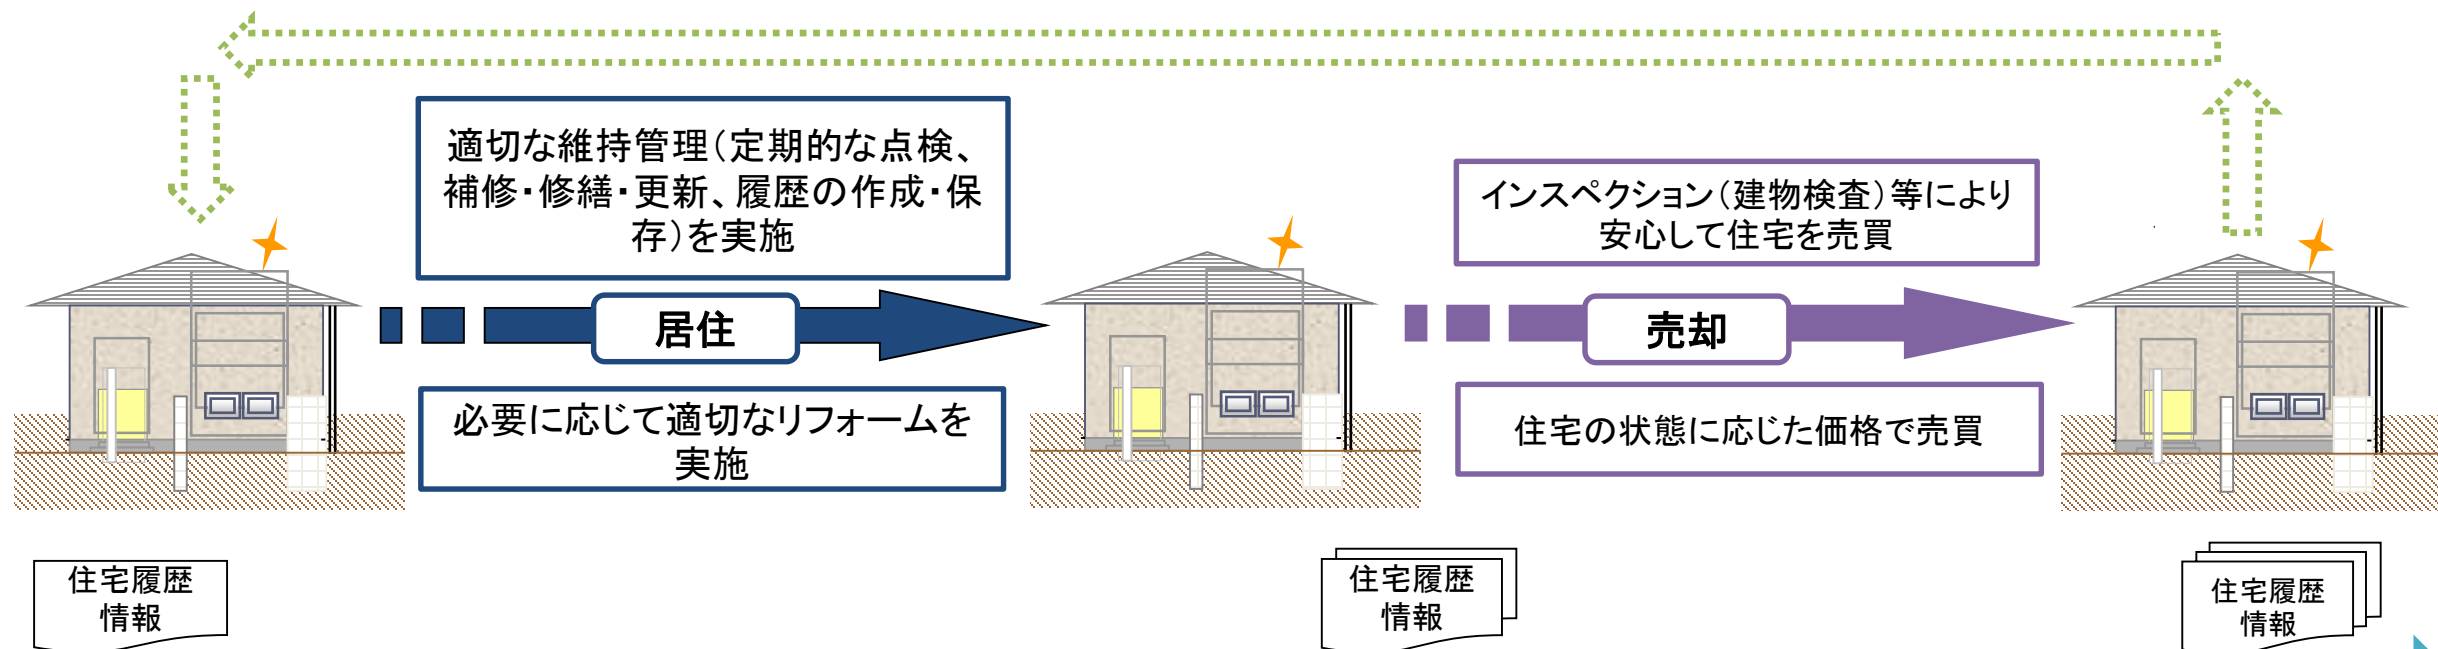 適切な維持管理（定期的な点検、
補修・修繕・更新、履歴の作成・保
存）を実施
居住
必要に応じて適切なリフォームを
実施
インスペクション（建物検査）等により
安心して住宅を売買
売却
住宅の状態に応じた価格で売買
住宅履歴
情報
住宅履歴
情報
住宅履歴
情報